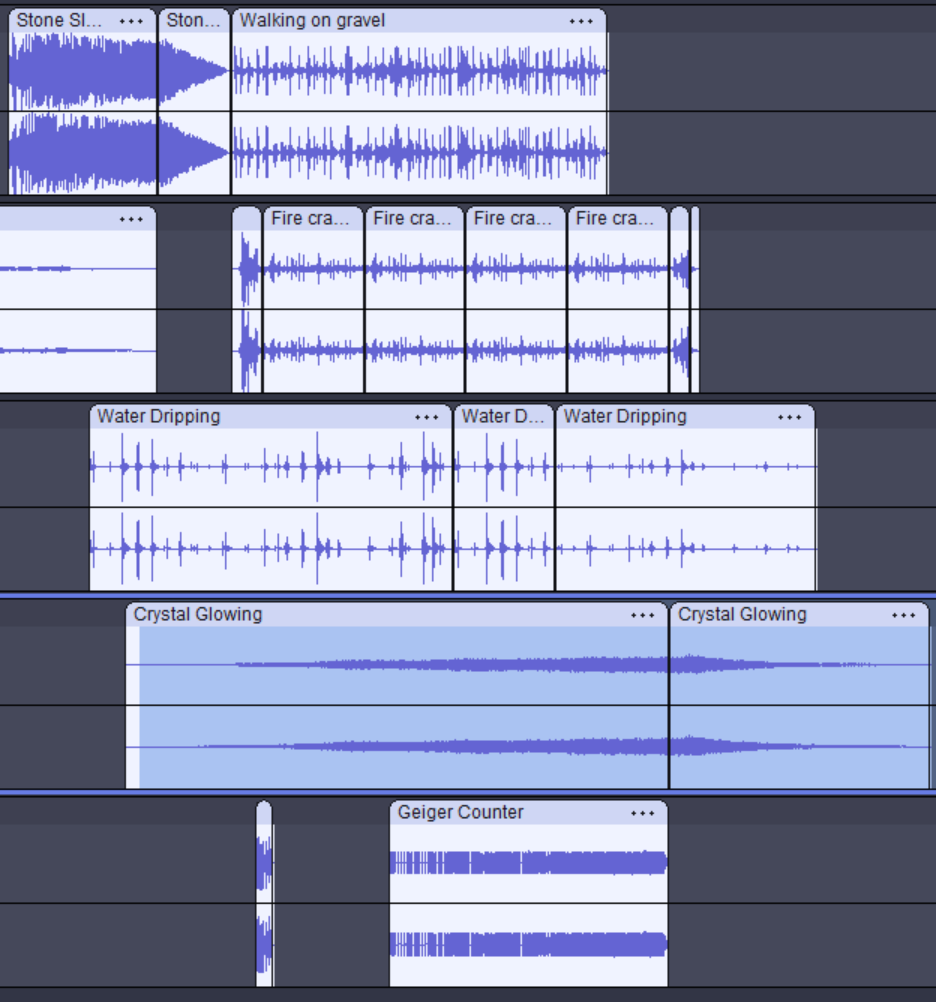 Stone Sl... ...
Ston...
Walking on gravel ...
...
Fire cra...
Fire cra...
Fire cra...
Fire cra...
Water Dripping ...
Water D...
Water Dripping ...
Crystal Glowing ...
Crystal Glowing ...
Geiger Counter ...